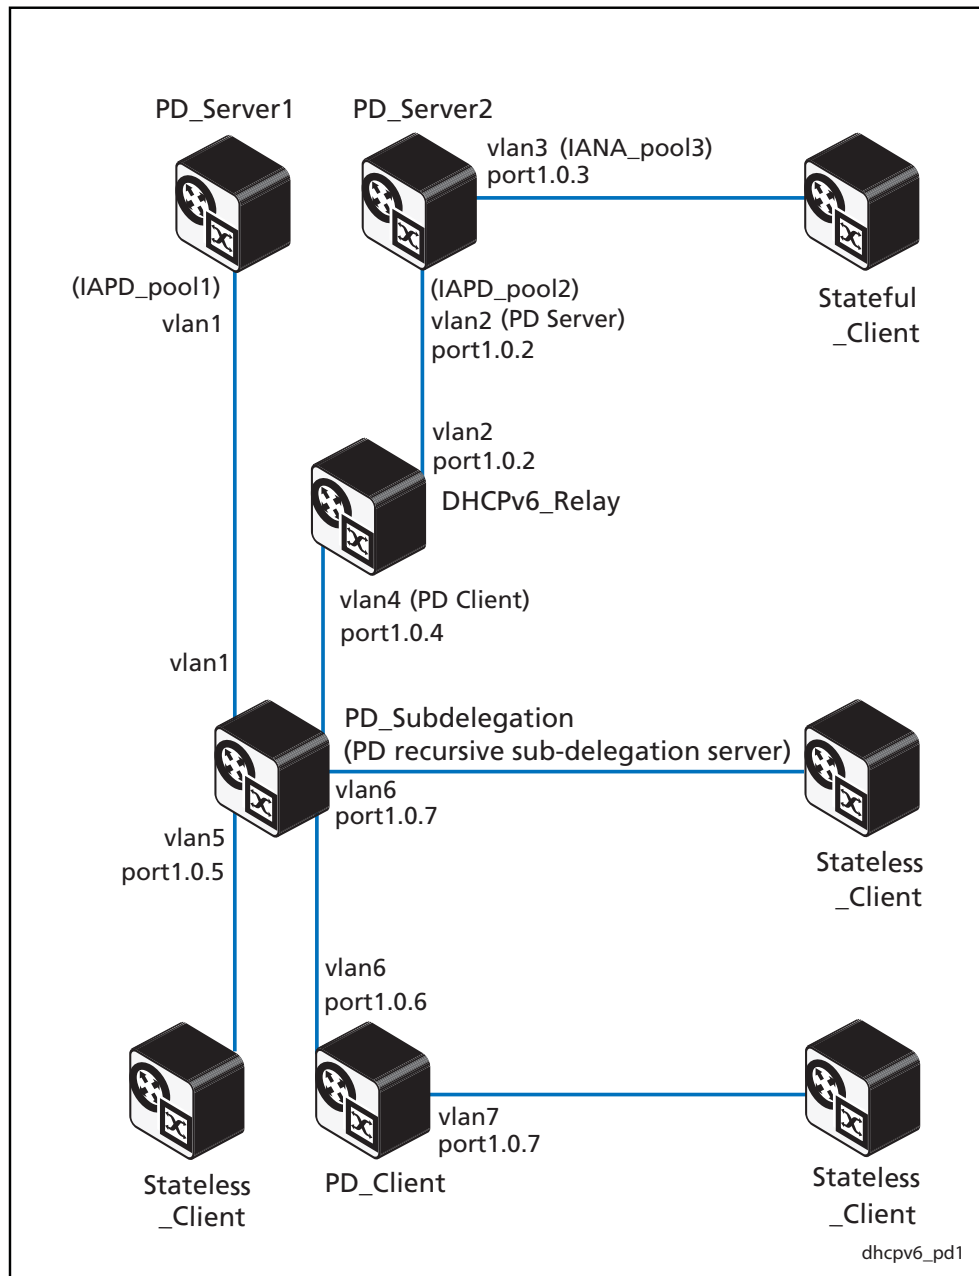 PD_Server1
PD_Server2
vlan3 (IANA_pool3)
port1.0.3
(IAPD_pool1)
vlan1
(IAPD_pool2)
vlan2 (PD Server)
port1.0.2
Stateful
_Client
vlan2
port1.0.2
DHCPv6_Relay
vlan4 (PD Client)
port1.0.4
vlan1
PD_Subdelegation
(PD recursive sub-delegation server)
vlan6
port1.0.7
vlan5
port1.0.5
Stateless
_Client
vlan6
port1.0.6
vlan7
port1.0.7
Stateless
_Client
PD_Client
Stateless
_Client
dhcpv6_pd1